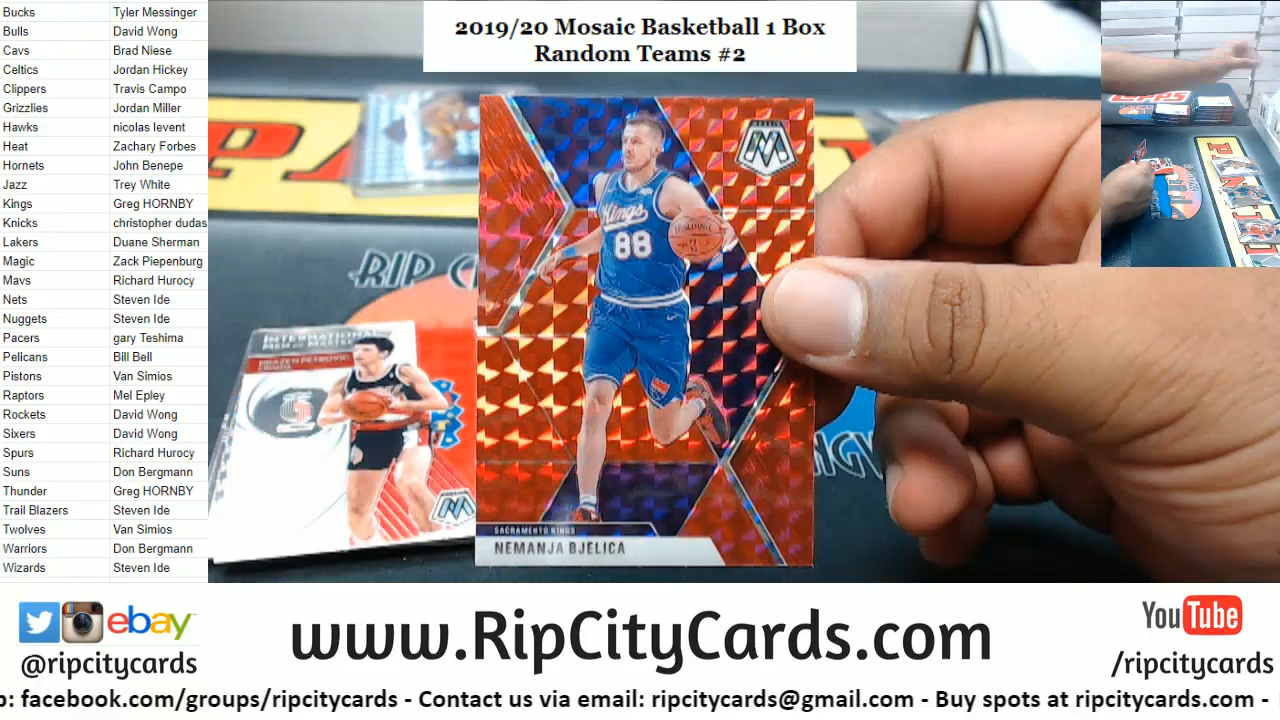 2019/20 Mosaic Basketball 1 Box
Random Teams #2
Bucks Tyler Messinger
Bulls David Wong
Cavs Brad Niese
Celtics Jordan Hickey
Clippers Travis Campo
Grizzlies Jordan Miller
Hawks nicolas levent
Heat Zachary Forbes
Hornets John Benepe
Jazz Trey White
Kings Greg HORNBY
Knicks christopher dudas
Lakers Duane Sherman
Magic Zack Piepenburg
Mavs Richard Hurocy
Nets Steven Ide
Nuggets Steven Ide
Pacers gary Teshima
Pelicans Bill Bell
Pistons Van Simios
Raptors Mel Epley
Rockets David Wong
Sixers David Wong
Spurs Richard Hurocy
Suns Don Bergmann
Thunder Greg HORNBY
Trail Blazers Steven Ide
Twolves Van Simios
Warriors Don Bergmann
Wizards Steven Ide
MOSAIC
Kings
88
SPALDING
SACRAMENTO KINGS
NEMANJA BJELICA
RIP C
INTERNATIONAL
MEN OF MASTERY
DRAZEN PETROVIC
ebay
@ripcitycards
www.RipCityCards.com
YouTube
/ripcitycards
p: facebook.com/groups/ripcitycards - Contact us via email: ripcitycards@gmail.com - Buy spots at ripcitycards.com -